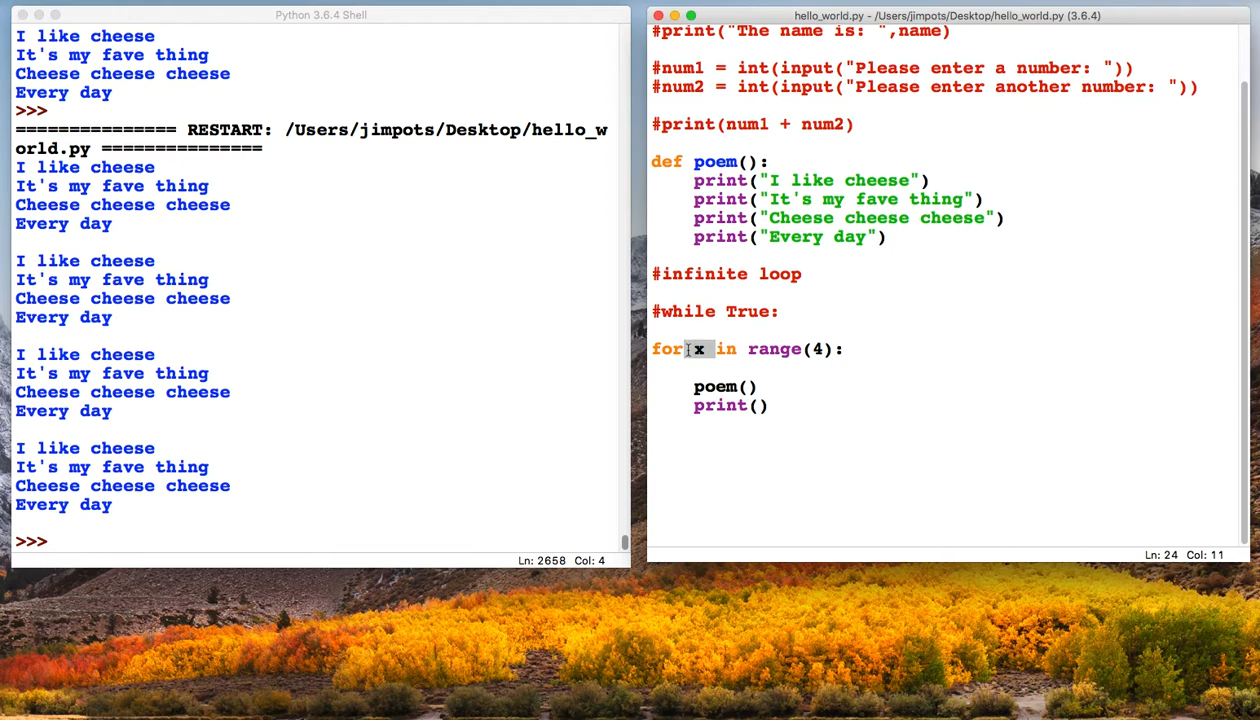 Python 3.6.4 Shell
I like cheese
It's my fave thing
Cheese cheese cheese
Every day
>>>
=============== RESTART: /Users/jimpots/Desktop/hello_w
orld.py ===============
I like cheese
It's my fave thing
Cheese cheese cheese
Every day
I like cheese
It's my fave thing
Cheese cheese cheese
Every day
I like cheese
It's my fave thing
Cheese cheese cheese
Every day
I like cheese
It's my fave thing
Cheese cheese cheese
Every day
>>>
Ln: 2658 Col: 4
hello_world.py - /Users/jimpots/Desktop/hello_world.py (3.6.4)
#print("The name is: ",name)
#num1 = int(input("Please enter a number: "))
#num2 = int(input("Please enter another number: "))
#print(num1 + num2)
def poem():
    print("I like cheese")
    print("It's my fave thing")
    print("Cheese cheese cheese")
    print("Every day")
#infinite loop
#while True:
for x in range(4):
    poem()
    print()
Ln: 24 Col: 11